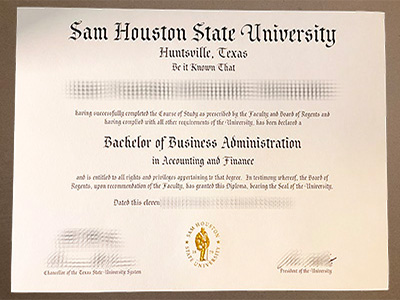 Sam Houston State University
Huntsville, Texas
Be it Known That
having successfully completed the Course of Study as prescribed by the Faculty and Board of Regents and
having complied with all other requirements of the University, has been declared a
Bachelor of Business Administration
in Accounting and Finance
and is entitled to all rights and privileges appertaining to that degree. In testimony whereof, the Board of
Regents, upon recommendation of the Faculty, has granted this Diploma, bearing the Seal of the University.
Dated this eleven
SAM HOUSTON
STATE UNIVERSITY
Chancellor of the Texas State University System
President of the University